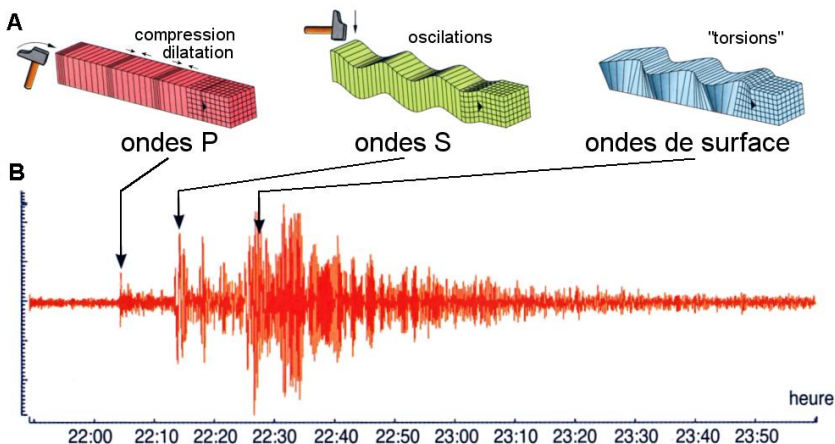 A
compression
dilatation
oscilations
"torsions"
ondes P
ondes S
ondes de surface
B
heure
22:00 22:10 22:20 22:30 22:40 22:50 23:00 23:10 23:20 23:30 23:40 23:50